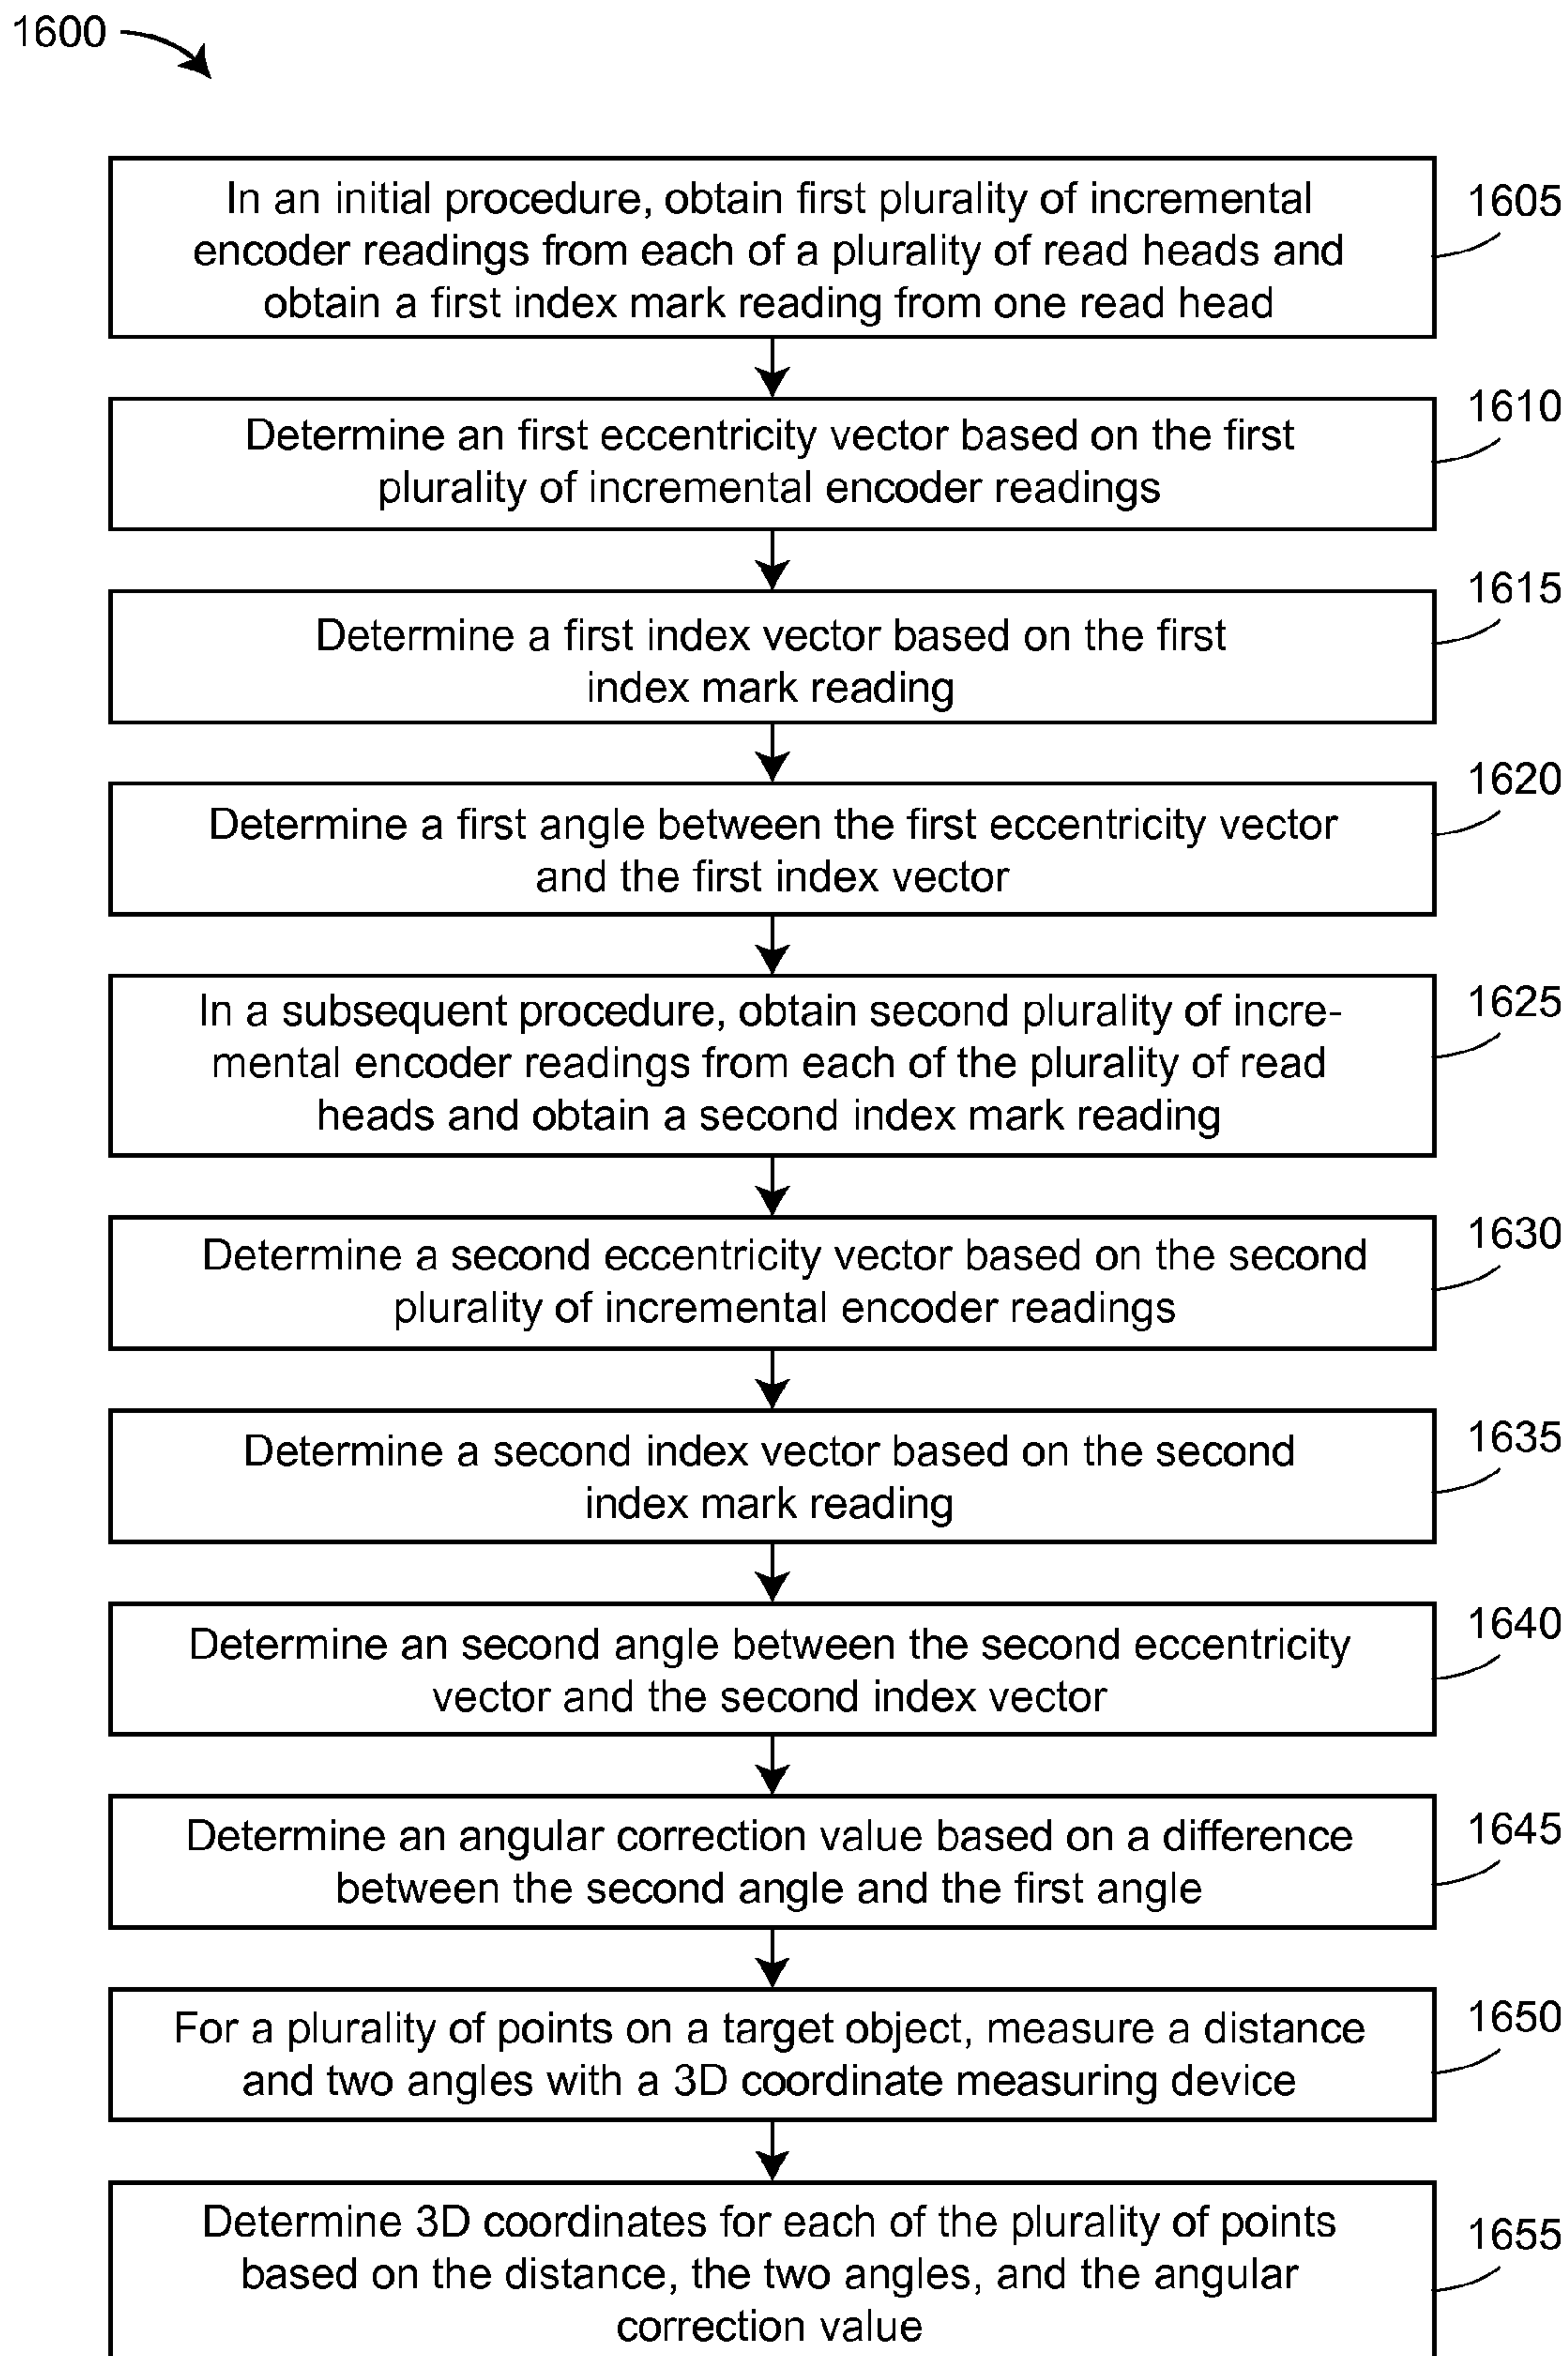 1600
In an initial procedure, obtain first plurality of incremental
encoder readings from each of a plurality of read heads and
obtain a first index mark reading from one read head
1605
Determine an first eccentricity vector based on the first
plurality of incremental encoder readings
1610
Determine a first index vector based on the first
index mark reading
1615
Determine a first angle between the first eccentricity vector
and the first index vector
1620
In a subsequent procedure, obtain second plurality of incre-
mental encoder readings from each of the plurality of read
heads and obtain a second index mark reading
1625
Determine a second eccentricity vector based on the second
plurality of incremental encoder readings
1630
Determine a second index vector based on the second
index mark reading
1635
Determine an second angle between the second eccentricity
vector and the second index vector
1640
Determine an angular correction value based on a difference
between the second angle and the first angle
1645
For a plurality of points on a target object, measure a distance
and two angles with a 3D coordinate measuring device
1650
Determine 3D coordinates for each of the plurality of points
based on the distance, the two angles, and the angular
correction value
1655